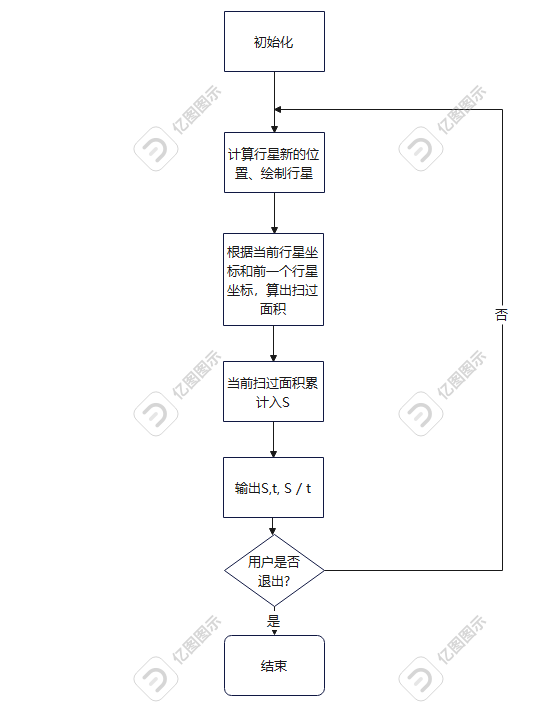 初始化
亿图图示
亿图图示
计算行星新的位
置、绘制行星
根据当前行星坐
标和前一个行星
坐标，算出扫过
面积
否
亿图图示
亿图图示
当前扫过面积累
计入S
输出S,t, S / t
用户是否
退出?
是
亿图图示
亿图图示
结束